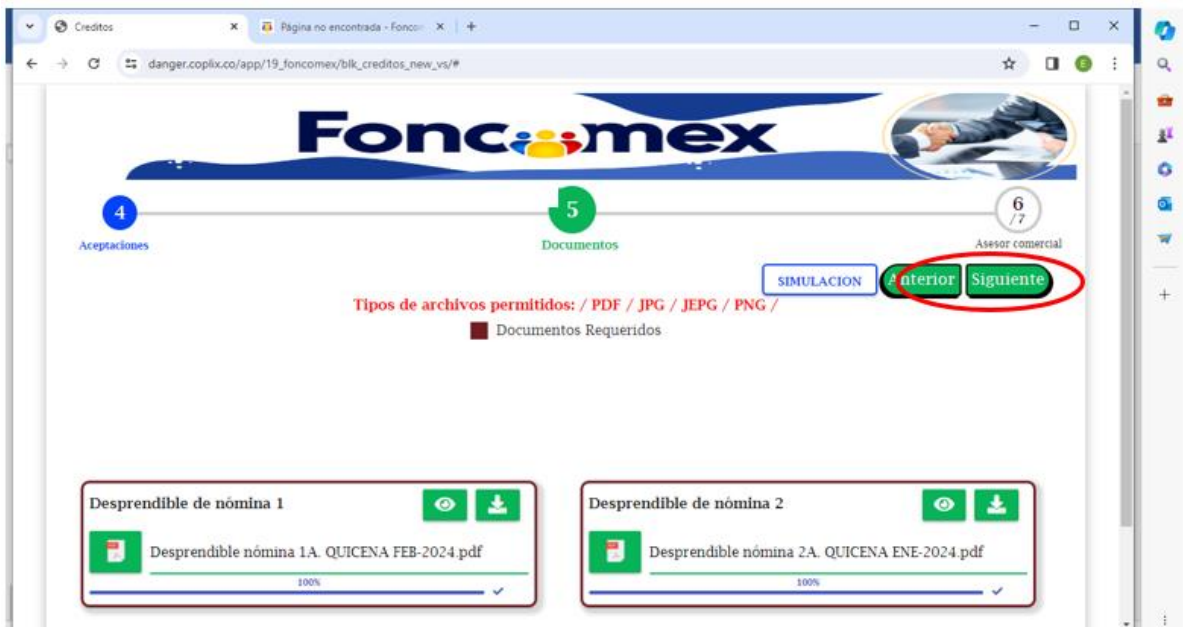 Creditos
Página no encontrada - Foncom
danger.coplix.co/app/19_foncomex/blk_creditos_new_vs/#
E
Foncomex
4
5
6
/7
Aceptaciones
Documentos
Asesor comercial
SIMULACION
Anterior
Siguiente
Tipos de archivos permitidos: / PDF / JPG / JEPG / PNG /
Documentos Requeridos
Desprendible de nómina 1
Desprendible nómina 1A. QUICENA FEB-2024.pdf
100%
Desprendible de nómina 2
Desprendible nómina 2A. QUICENA ENE-2024.pdf
100%